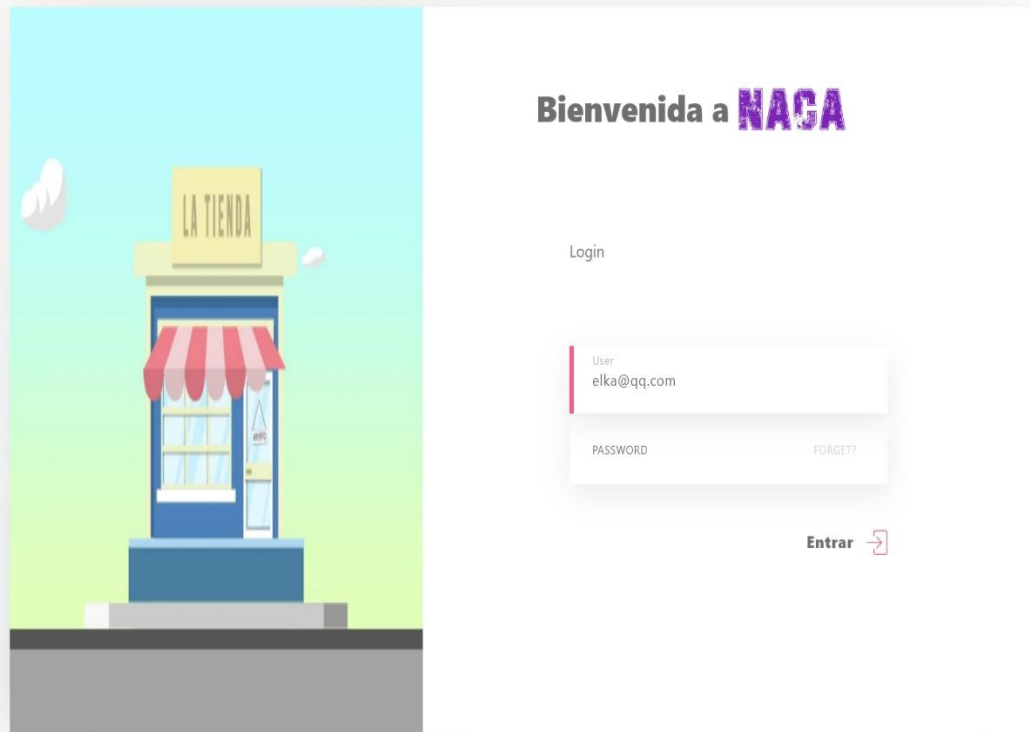 LA TIENDA
Bienvenida a NACA
Login
User
elka@qq.com
PASSWORD FORGET?
Entrar